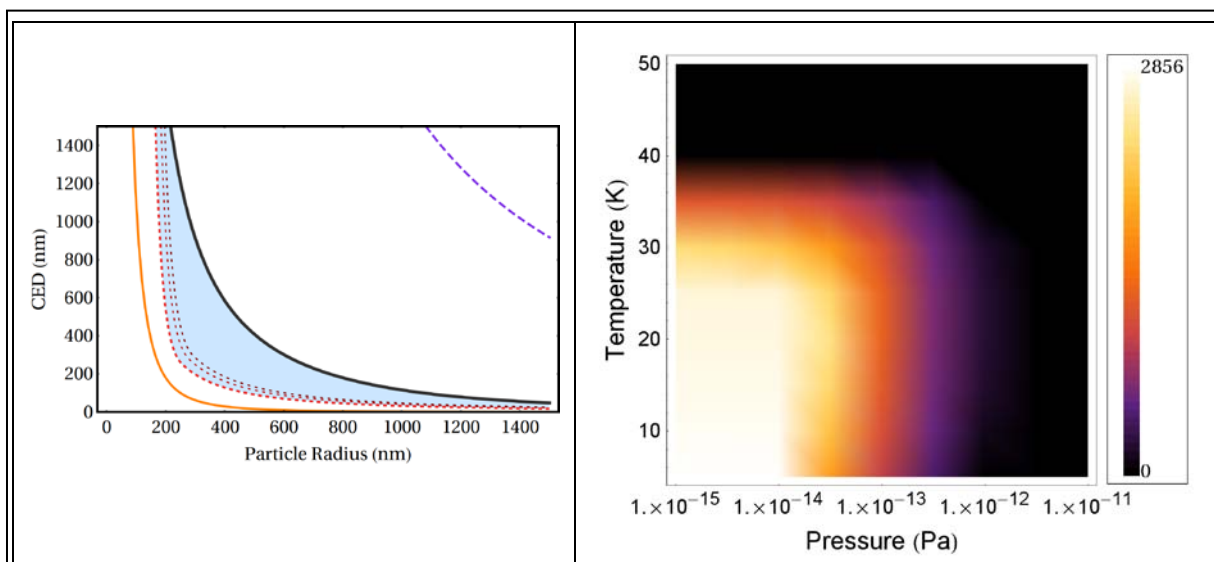 1400
1200
1000
800
600
400
200
0
CED (nm)
0 200 400 600 800 1000 1200 1400
Particle Radius (nm)
50
40
30
20
10
Temperature (K)
1.×10⁻¹⁵ 1.×10⁻¹⁴ 1.×10⁻¹³ 1.×10⁻¹² 1.×10⁻¹¹
Pressure (Pa)
2856
0